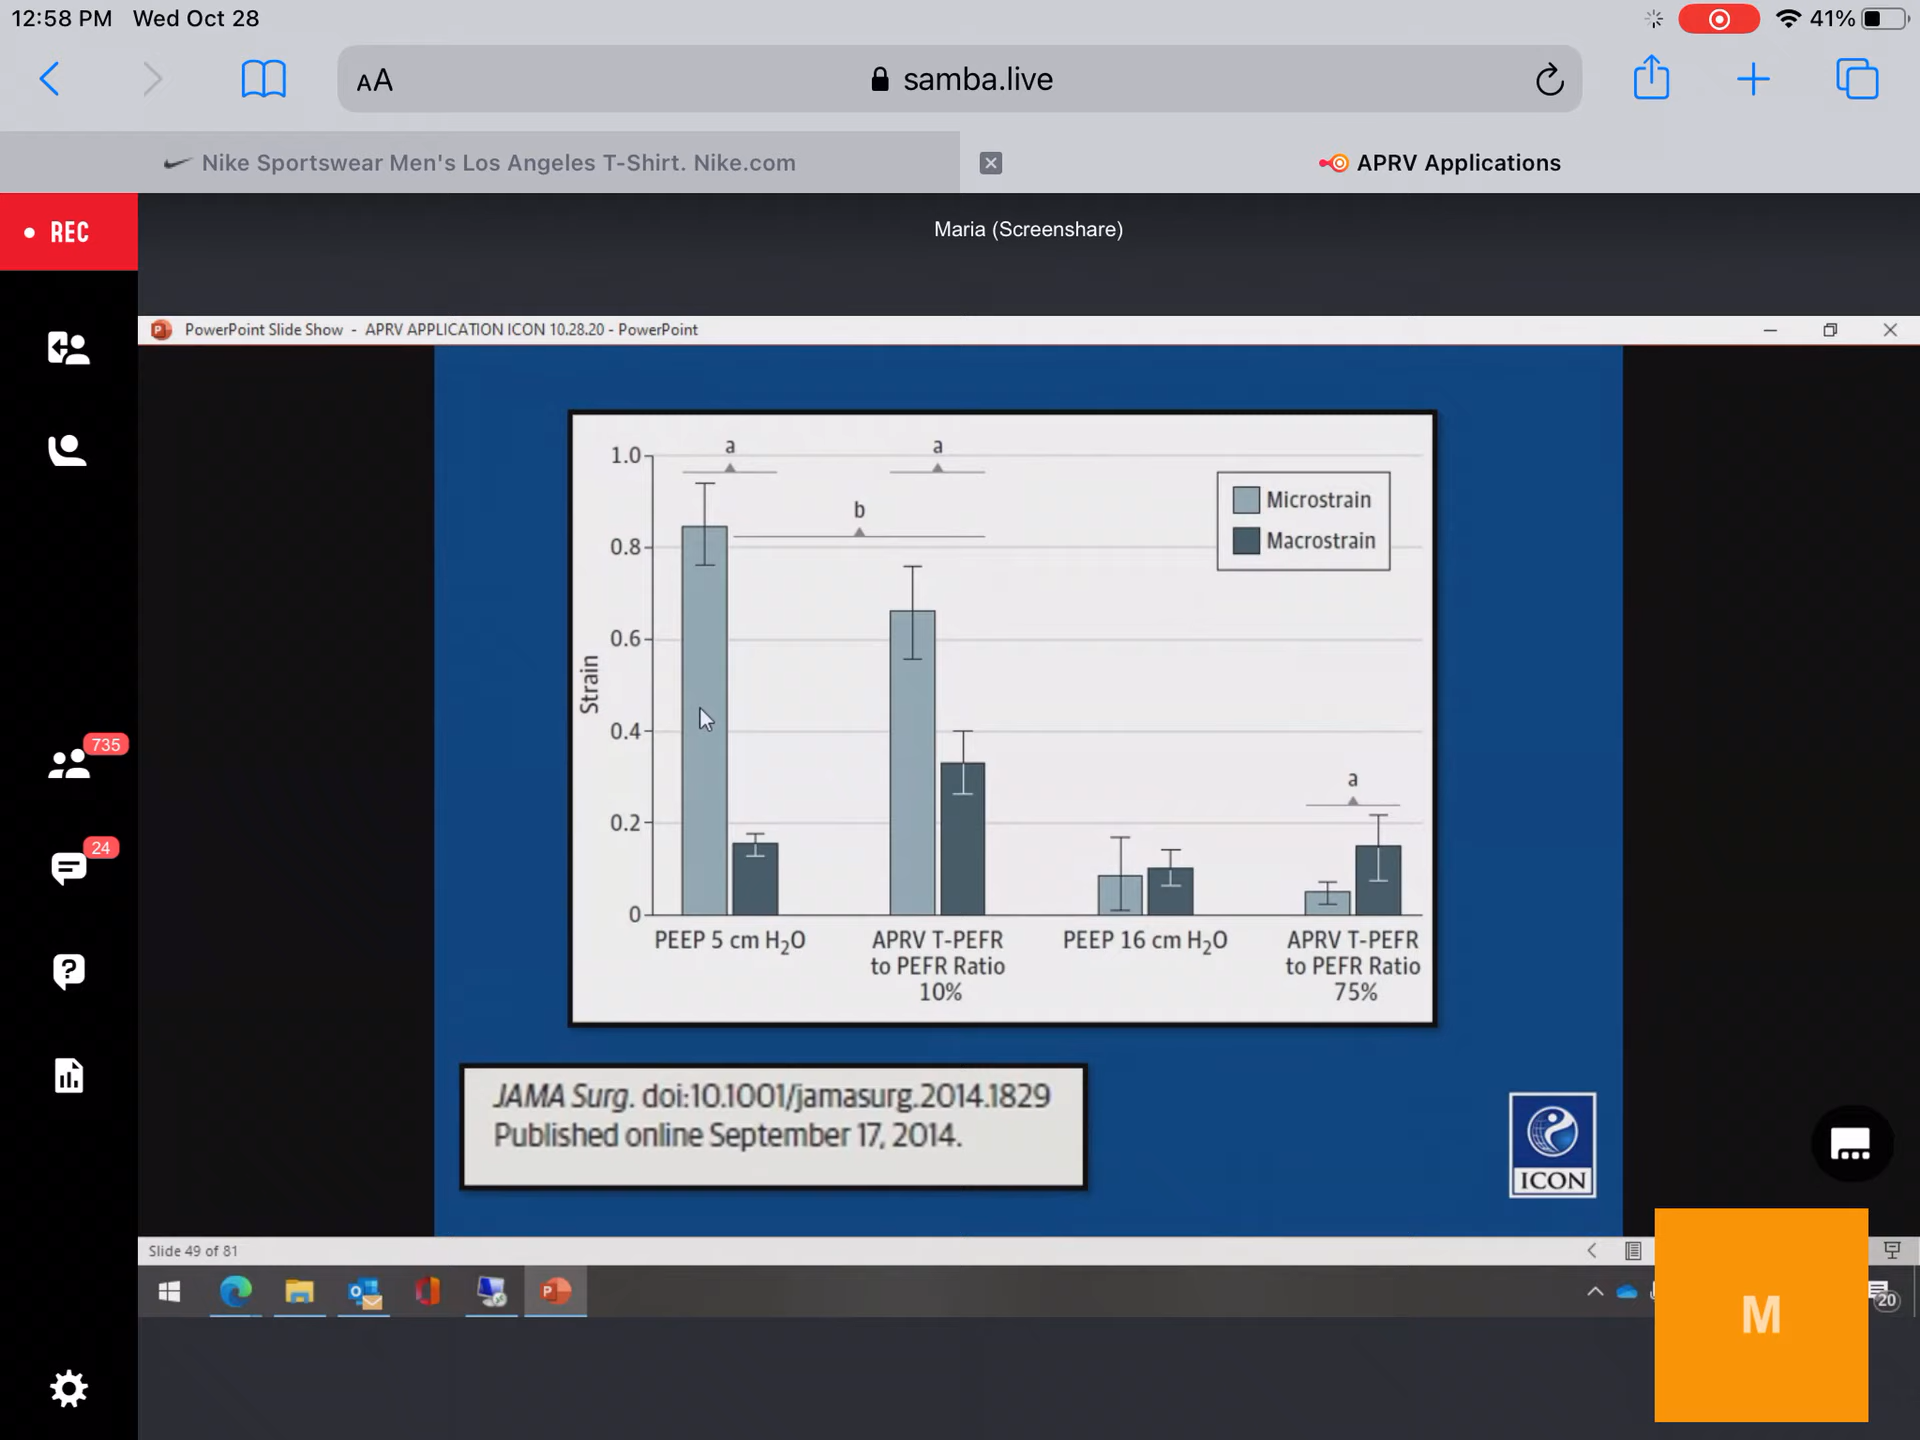 12:58 PM Wed Oct 28
41%
AA
samba.live
Nike Sportswear Men's Los Angeles T-Shirt. Nike.com
APRV Applications
REC
Maria (Screenshare)
PowerPoint Slide Show - APRV APPLICATION ICON 10.28.20 - PowerPoint
1.0
0.8
0.6
0.4
0.2
0
Strain
a
a
b
a
Microstrain
Macrostrain
PEEP 5 cm H₂O
APRV T-PEFR
to PEFR Ratio
10%
PEEP 16 cm H₂O
APRV T-PEFR
to PEFR Ratio
75%
735
24
JAMA Surg. doi:10.1001/jamasurg.2014.1829
Published online September 17, 2014.
ICON
Slide 49 of 81
M
20